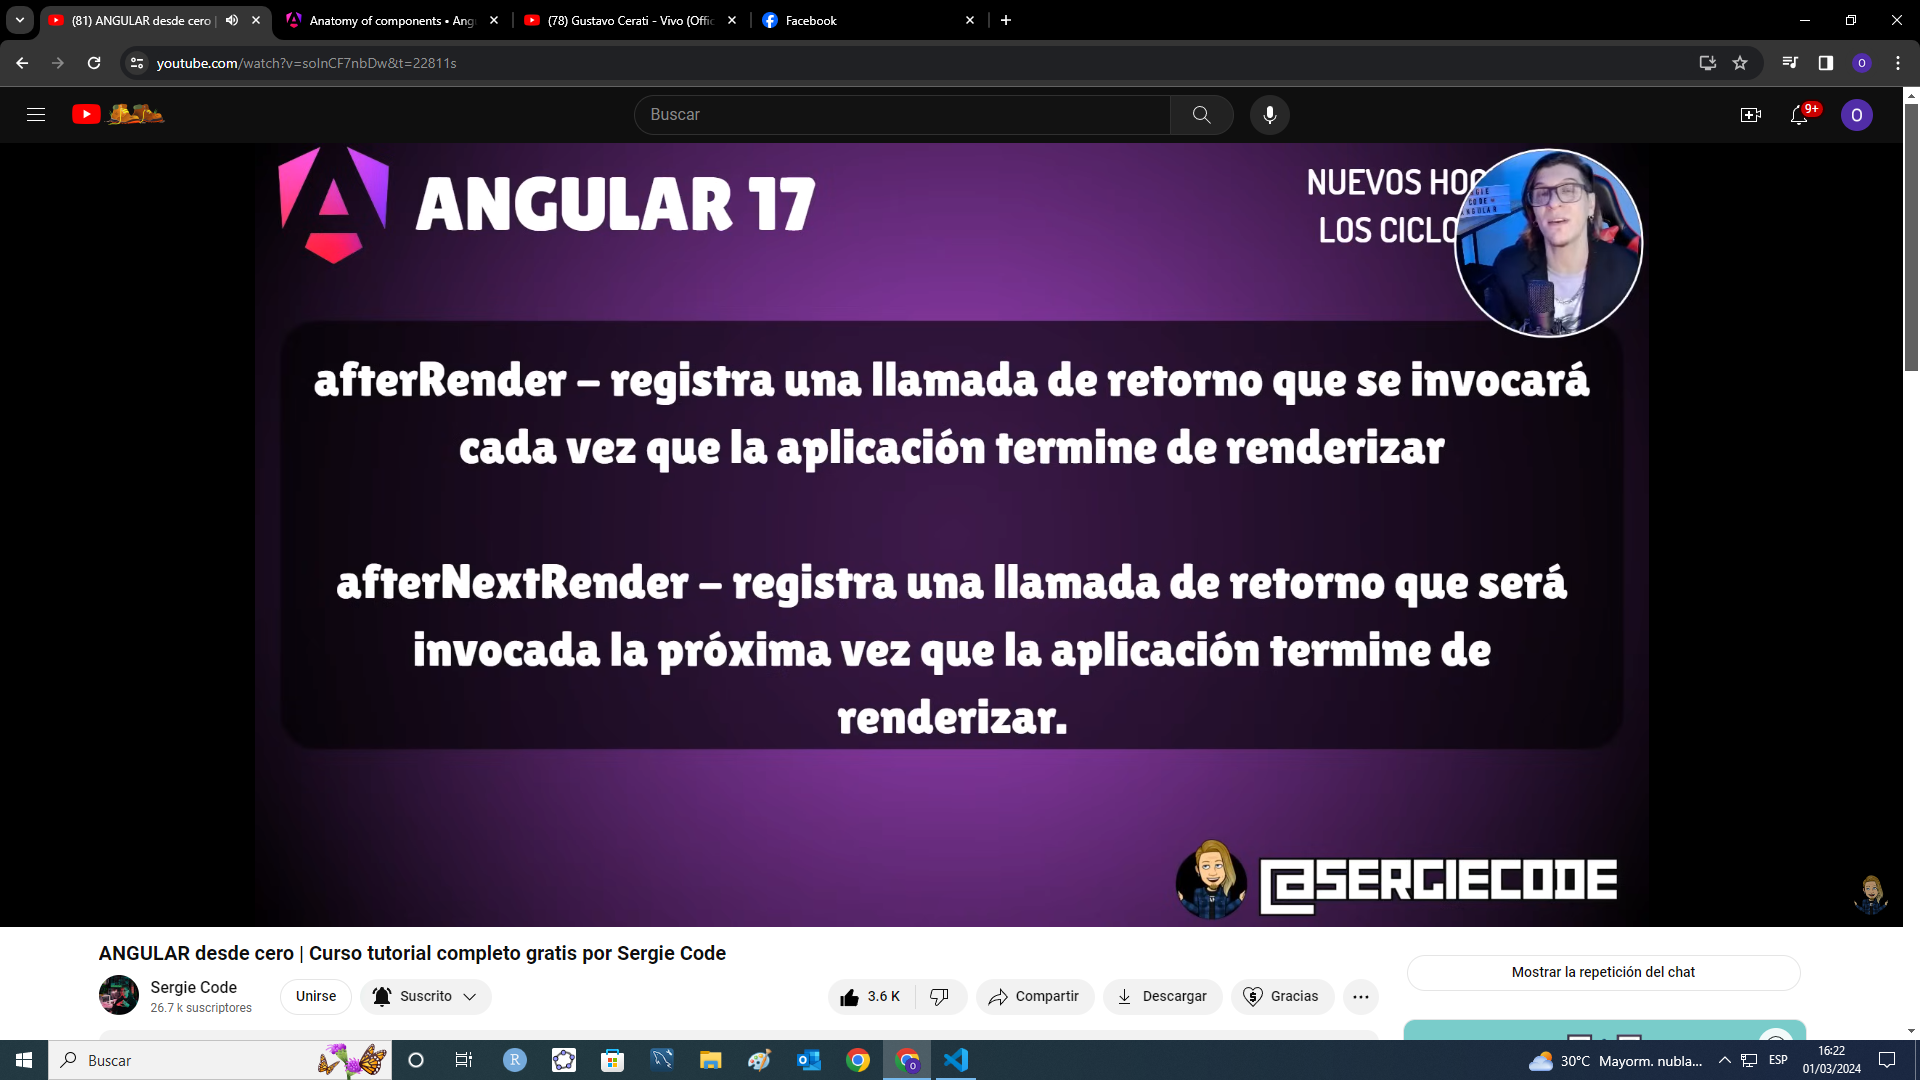 (81) ANGULAR desde cero |
Anatomy of components • Ang
(78) Gustavo Cerati - Vivo (Offic
Facebook
youtube.com/watch?v=soInCF7nbDw&t=22811s
O
Buscar
9+
O
ANGULAR 17
NUEVOS
LOS
afterRender – registra una llamada de retorno que se invocará
cada vez que la aplicación termine de renderizar
afterNextRender – registra una llamada de retorno que será
invocada la próxima vez que la aplicación termine de
renderizar.
@SERGIECODE
ANGULAR desde cero | Curso tutorial completo gratis por Sergie Code
Sergie Code
26.7 k suscriptores
Unirse
Suscrito
3.6 K
Compartir
Descargar
Gracias
Mostrar la repetición del chat
Buscar
30°C Mayorm. nubla...
ESP
16:22
01/03/2024